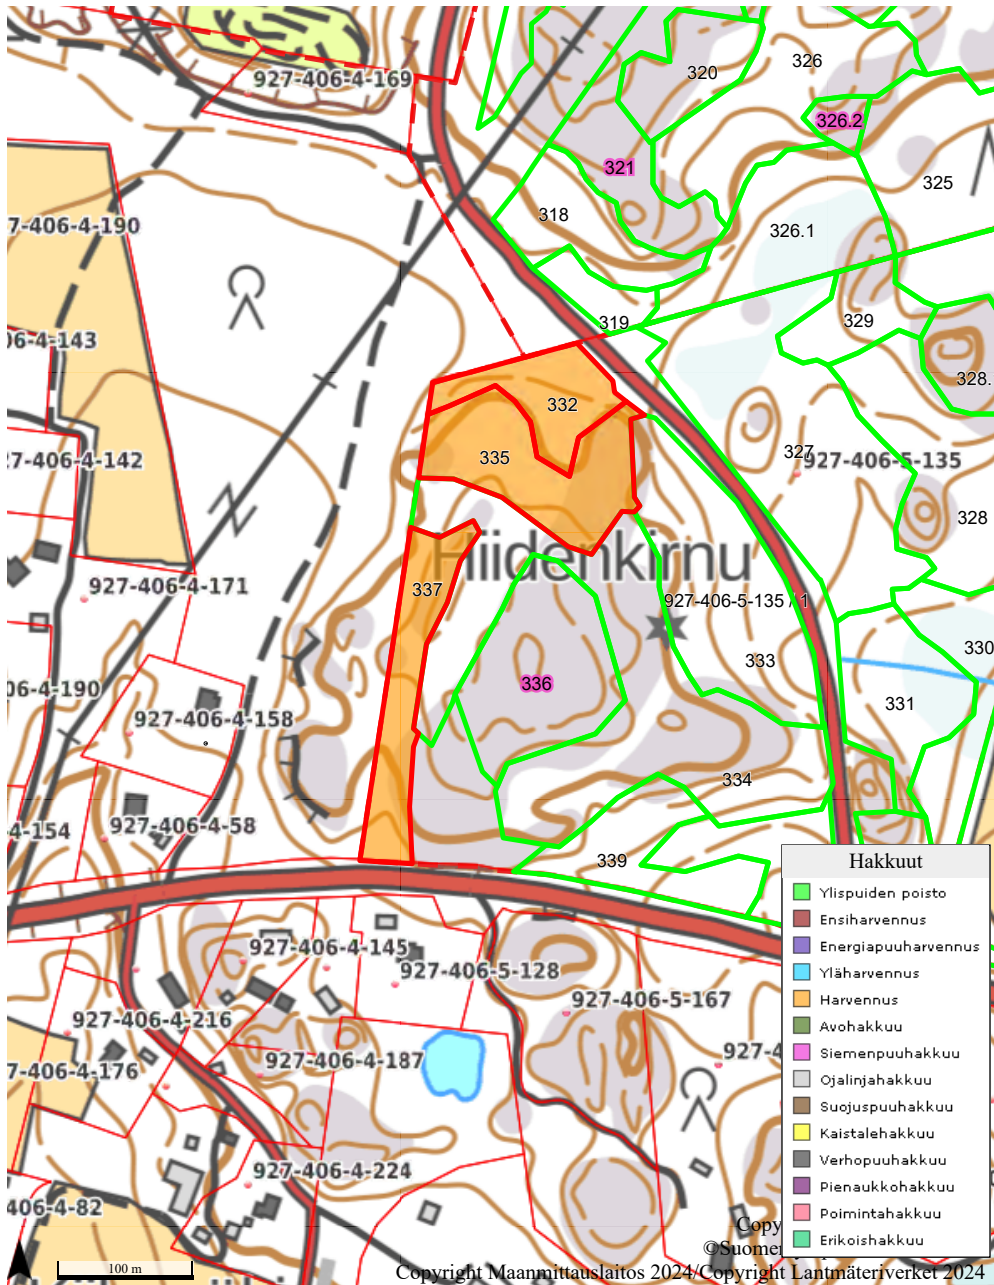 320
326
927-406-4-169
326.2
321
325
318
7-406-4-190
326.1
319
329
06-4-143
328.
332
327
927-406-5-135
27-406-4-142
335
328
Hiidenkirnu
927-406-4-171
337
927-406-5-135 / 1
330
333
06-4-190
336
331
927-406-4-158
334
4-154
927-406-4-58
339
Hakkuut
Ylispuiden poisto
Ensiharvennus
Energiapuuharvennus
Yläharvennus
Harvennus
Avohakkuu
Siemenpuuhakkuu
Ojalinjahakkuu
Suojuspuuhakkuu
Kaistalehakkuu
Verhopuuhakkuu
Pienaukkohakkuu
Poimintahakkuu
Erikoishakkuu
927-406-4-145
927-406-5-128
927-406-5-167
927-406-4-216
927-4
927-406-4-187
7-406-4-176
927-406-4-224
406-4-82
Copy
©Suomen
100 m
Copyright Maanmittauslaitos 2024/Copyright Lantmäteriverket 2024